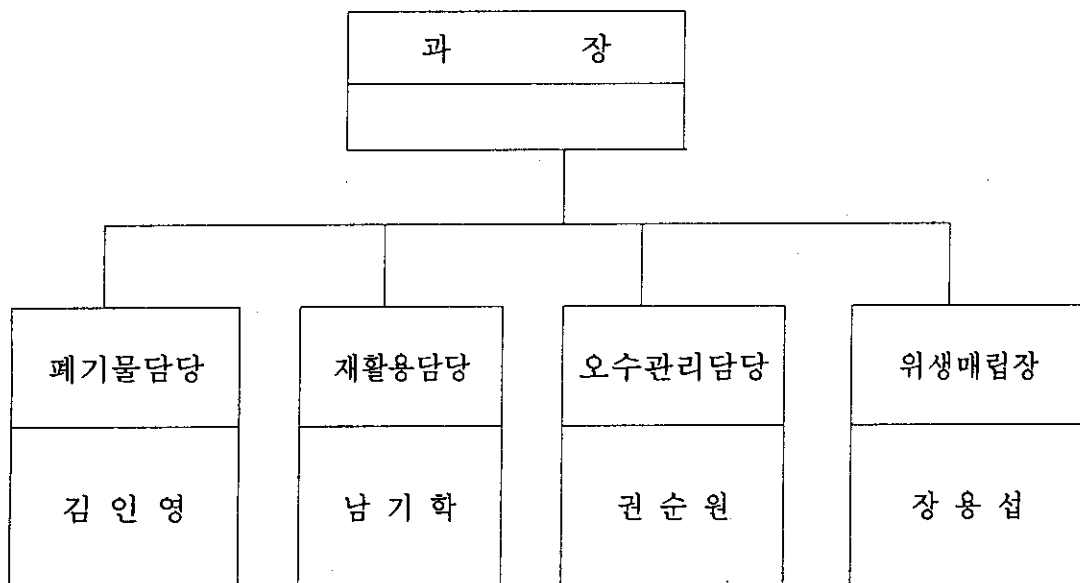 과 장
폐기물담당 재활용담당 오수관리담당 위생매립장
김 인 영 남 기 학 권 순 원 장 용 섭